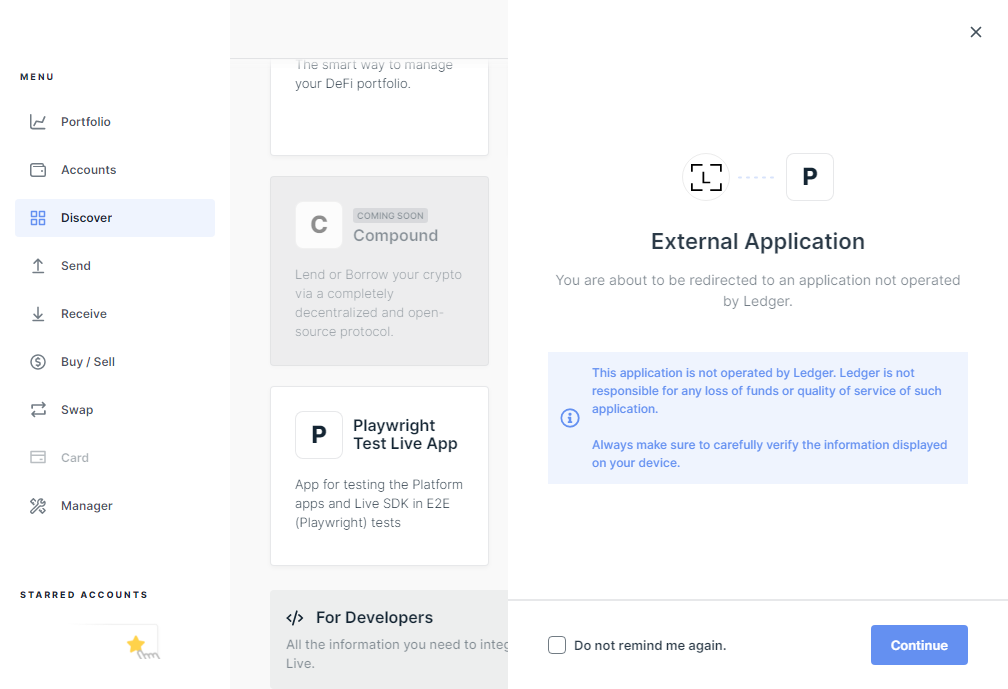 MENU
Portfolio
Accounts
Discover
Send
Receive
Buy / Sell
Swap
Card
Manager
STARRED ACCOUNTS
The smart way to manage
your DeFi portfolio.
C
COMING SOON
Compound
Lend or Borrow your crypto
via a completely
decentralized and open-
source protocol.
P
Playwright
Test Live App
App for testing the Platform
apps and Live SDK in E2E
(Playwright) tests
</> For Developers
All the information you need to integ
Live.
L
P
External Application
You are about to be redirected to an application not operated
by Ledger.
This application is not operated by Ledger. Ledger is not
responsible for any loss of funds or quality of service of such
application.
Always make sure to carefully verify the information displayed
on your device.
Do not remind me again.
Continue